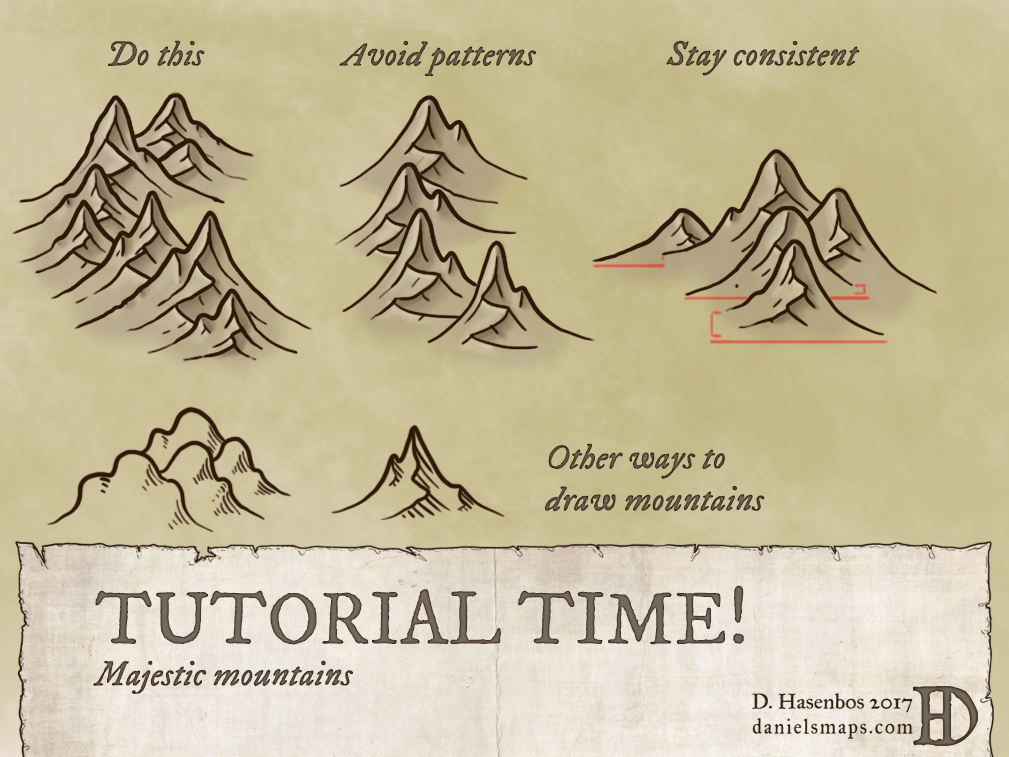 Do this
Avoid patterns
Stay consistent
Other ways to
draw mountains
TUTORIAL TIME!
Majestic mountains
D. Hasenbos 2017
danielsmaps.com
HD